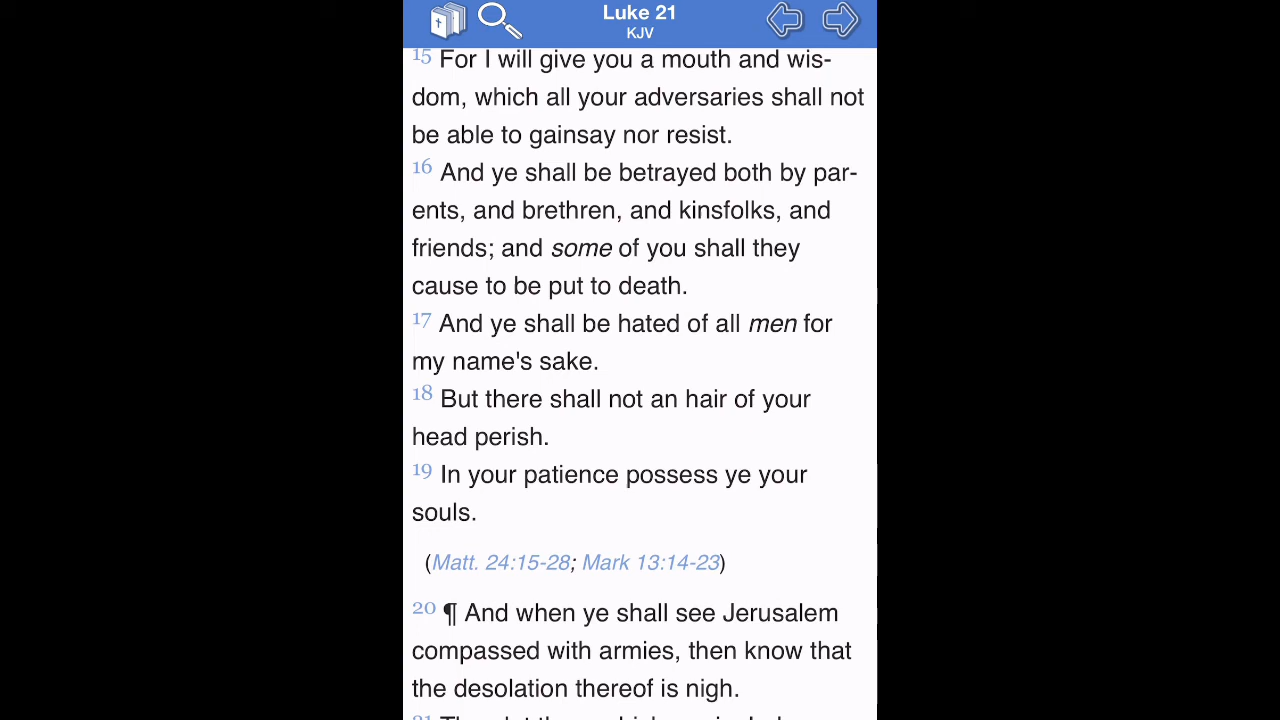 Luke 21
KJV
15 For I will give you a mouth and wis-
dom, which all your adversaries shall not
be able to gainsay nor resist.
16 And ye shall be betrayed both by par-
ents, and brethren, and kinsfolks, and
friends; and some of you shall they
cause to be put to death.
17 And ye shall be hated of all men for
my name's sake.
18 But there shall not an hair of your
head perish.
19 In your patience possess ye your
souls.
(Matt. 24:15-28; Mark 13:14-23)
20 ¶ And when ye shall see Jerusalem
compassed with armies, then know that
the desolation thereof is nigh.